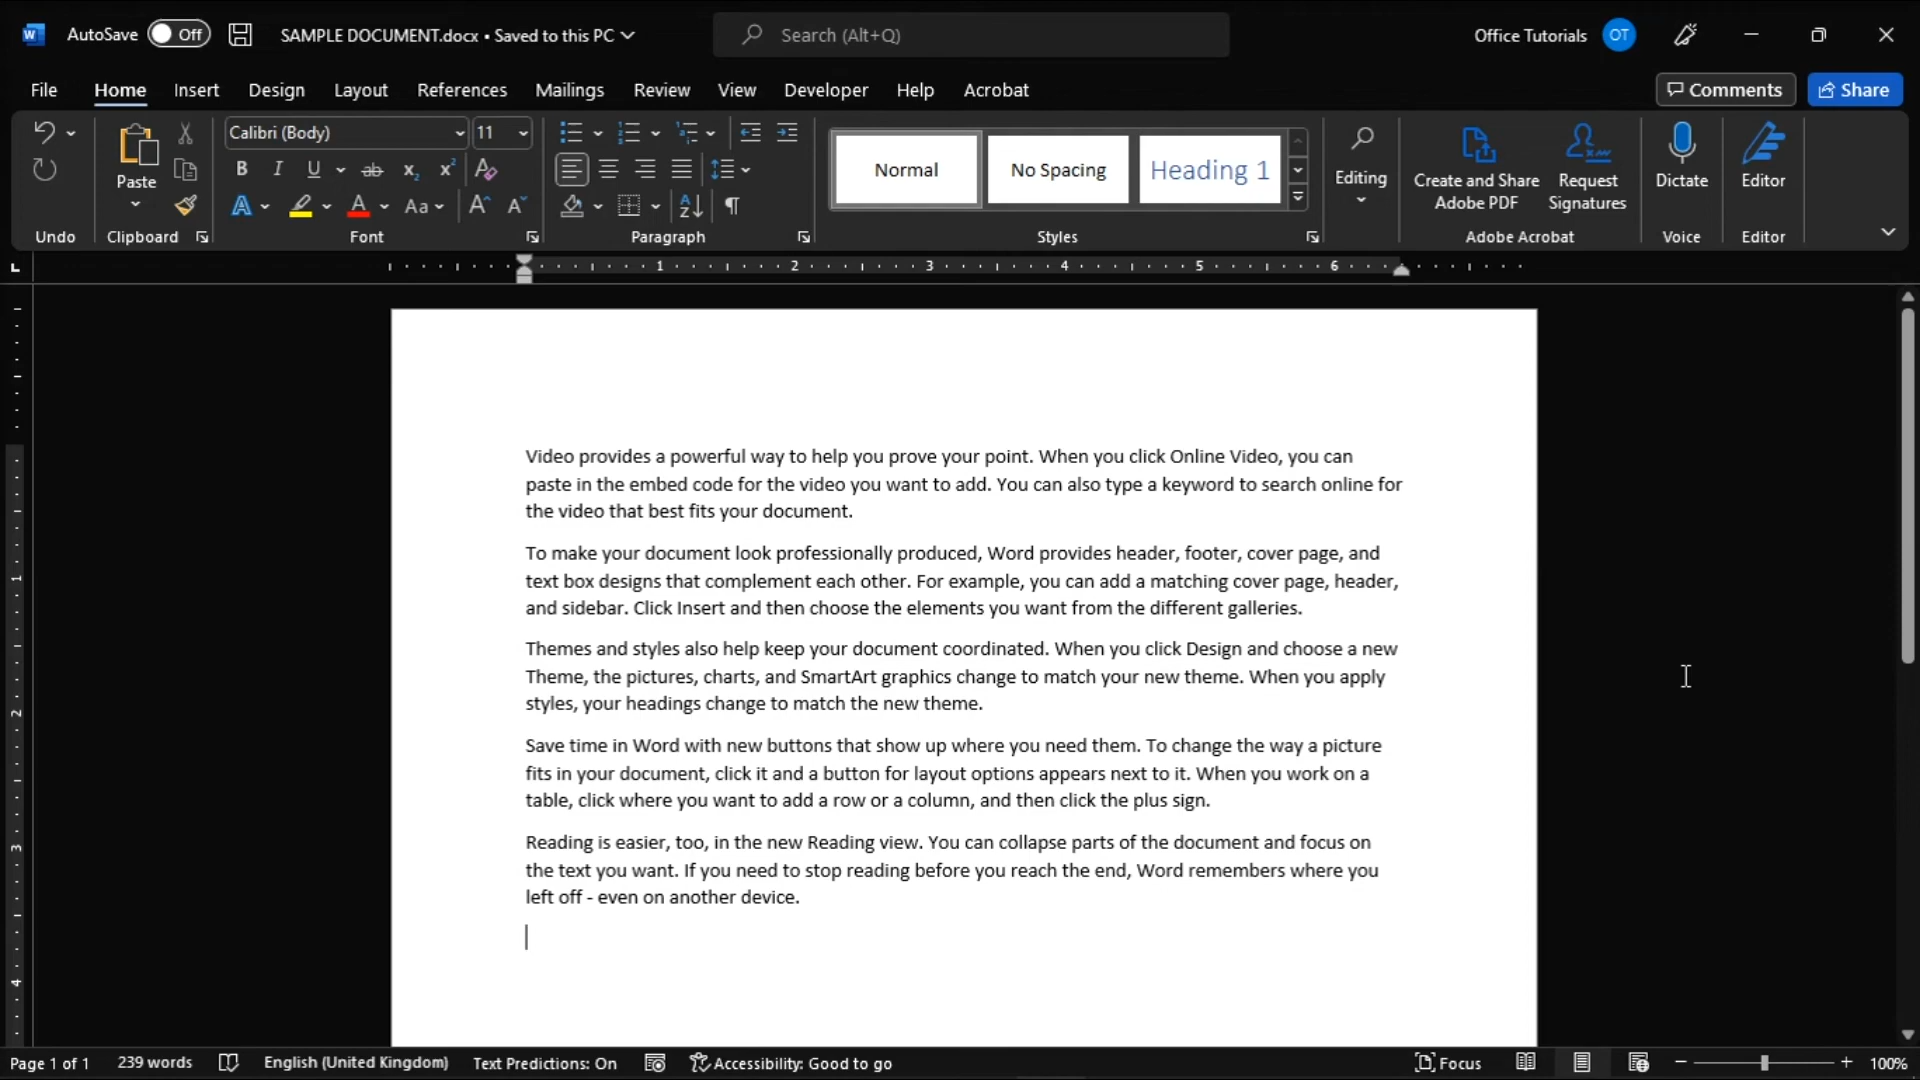 AutoSave Off SAMPLE DOCUMENT.docx • Saved to this PC Search (Alt+Q) Office Tutorials OT
File Home Insert Design Layout References Mailings Review View Developer Help Acrobat Comments Share
Calibri (Body) 11
Paste
Normal No Spacing Heading 1
Editing
Create and Share Adobe PDF
Request Signatures
Dictate
Editor
Undo Clipboard Font Paragraph Styles Adobe Acrobat Voice Editor
1 2 3 4 5 6
Video provides a powerful way to help you prove your point. When you click Online Video, you can
paste in the embed code for the video you want to add. You can also type a keyword to search online for
the video that best fits your document.
To make your document look professionally produced, Word provides header, footer, cover page, and
text box designs that complement each other. For example, you can add a matching cover page, header,
and sidebar. Click Insert and then choose the elements you want from the different galleries.
Themes and styles also help keep your document coordinated. When you click Design and choose a new
Theme, the pictures, charts, and SmartArt graphics change to match your new theme. When you apply
styles, your headings change to match the new theme.
Save time in Word with new buttons that show up where you need them. To change the way a picture
fits in your document, click it and a button for layout options appears next to it. When you work on a
table, click where you want to add a row or a column, and then click the plus sign.
Reading is easier, too, in the new Reading view. You can collapse parts of the document and focus on
the text you want. If you need to stop reading before you reach the end, Word remembers where you
left off - even on another device.
1
2
3
4
Page 1 of 1 239 words English (United Kingdom) Text Predictions: On Accessibility: Good to go Focus 100%